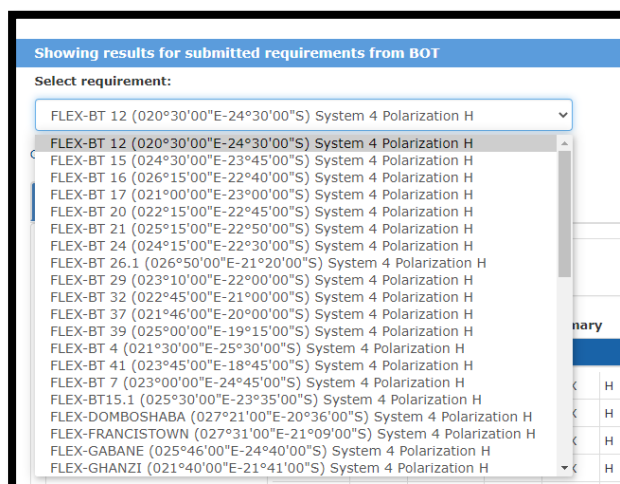 Showing results for submitted requirements from BOT
Select requirement:
FLEX-BT 12 (020°30'00"E-24°30'00"S) System 4 Polarization H
FLEX-BT 12 (020°30'00"E-24°30'00"S) System 4 Polarization H
FLEX-BT 15 (024°30'00"E-23°45'00"S) System 4 Polarization H
FLEX-BT 16 (026°15'00"E-22°40'00"S) System 4 Polarization H
FLEX-BT 17 (021°00'00"E-23°00'00"S) System 4 Polarization H
FLEX-BT 20 (022°15'00"E-22°45'00"S) System 4 Polarization H
FLEX-BT 21 (025°15'00"E-22°50'00"S) System 4 Polarization H
FLEX-BT 24 (024°15'00"E-22°30'00"S) System 4 Polarization H
FLEX-BT 26.1 (026°50'00"E-21°20'00"S) System 4 Polarization H
FLEX-BT 29 (023°10'00"E-22°00'00"S) System 4 Polarization H
FLEX-BT 32 (022°45'00"E-21°00'00"S) System 4 Polarization H
FLEX-BT 37 (021°46'00"E-20°00'00"S) System 4 Polarization H
FLEX-BT 39 (025°00'00"E-19°15'00"S) System 4 Polarization H
FLEX-BT 4 (021°30'00"E-25°30'00"S) System 4 Polarization H
FLEX-BT 41 (023°45'00"E-18°45'00"S) System 4 Polarization H
FLEX-BT 7 (023°00'00"E-24°45'00"S) System 4 Polarization H
FLEX-BT15.1 (025°30'00"E-23°35'00"S) System 4 Polarization H
FLEX-DOMBOSHABA (027°21'00"E-20°36'00"S) System 4 Polarization H
FLEX-FRANCISTOWN (027°31'00"E-21°09'00"S) System 4 Polarization H
FLEX-GABANE (025°46'00"E-24°40'00"S) System 4 Polarization H
FLEX-GHANZI (021°40'00"E-21°41'00"S) System 4 Polarization H
H
H
H
H